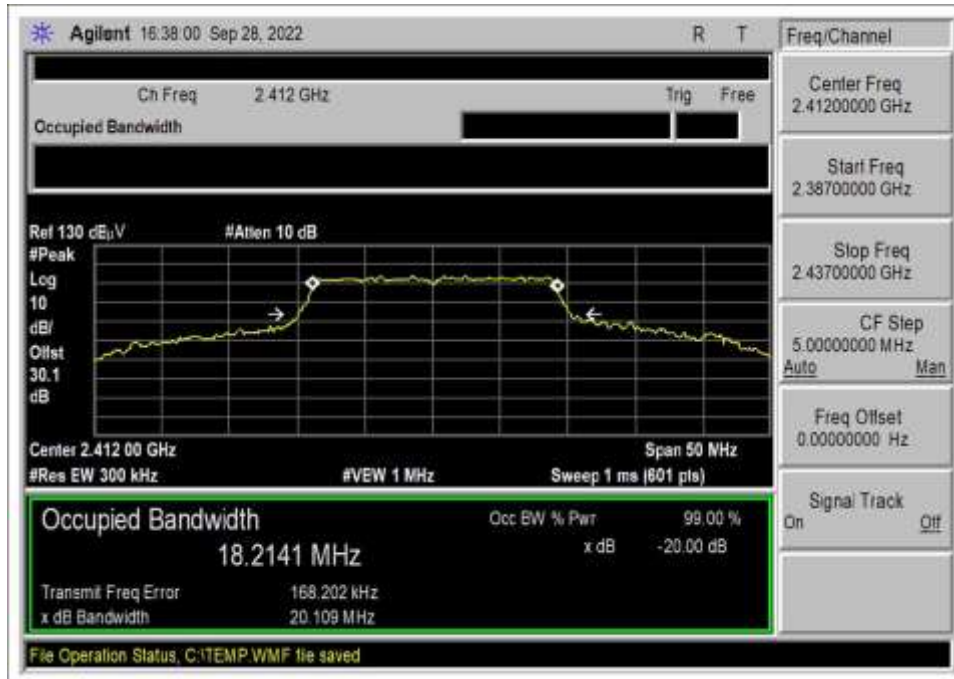 Agilent 16:38:00 Sep 28, 2022 R T
Freq/Channel
Ch Freq 2.412 GHz Trig Free
Occupied Bandwidth
Center Freq
2.41200000 GHz
Start Freq
2.38700000 GHz
Stop Freq
2.43700000 GHz
CF Step
5.00000000 MHz
Auto Man
Freq Offset
0.00000000 Hz
Signal Track
On Off
Ref 130 dBµV #Atten 10 dB
#Peak
Log
10
dB/
Offst
30.1
dB
Center 2.412 00 GHz Span 50 MHz
#Res BW 300 kHz #VBW 1 MHz Sweep 1 ms (601 pts)
Occupied Bandwidth Occ BW % Pwr 99.00 %
18.2141 MHz x dB -20.00 dB
Transmit Freq Error 168.202 kHz
x dB Bandwidth 20.109 MHz
File Operation Status, C:\TEMP.WMF file saved